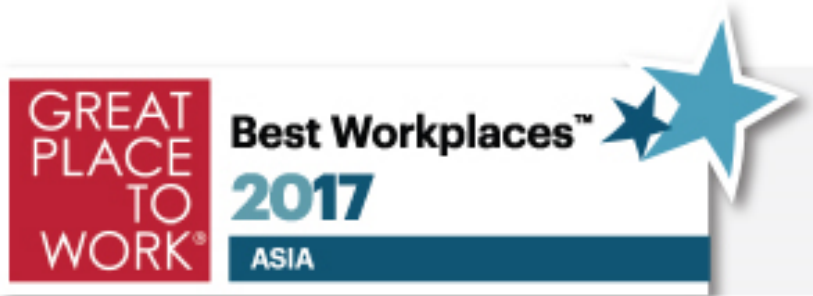 GREAT
PLACE
TO
WORK®
Best Workplaces™
2017
ASIA